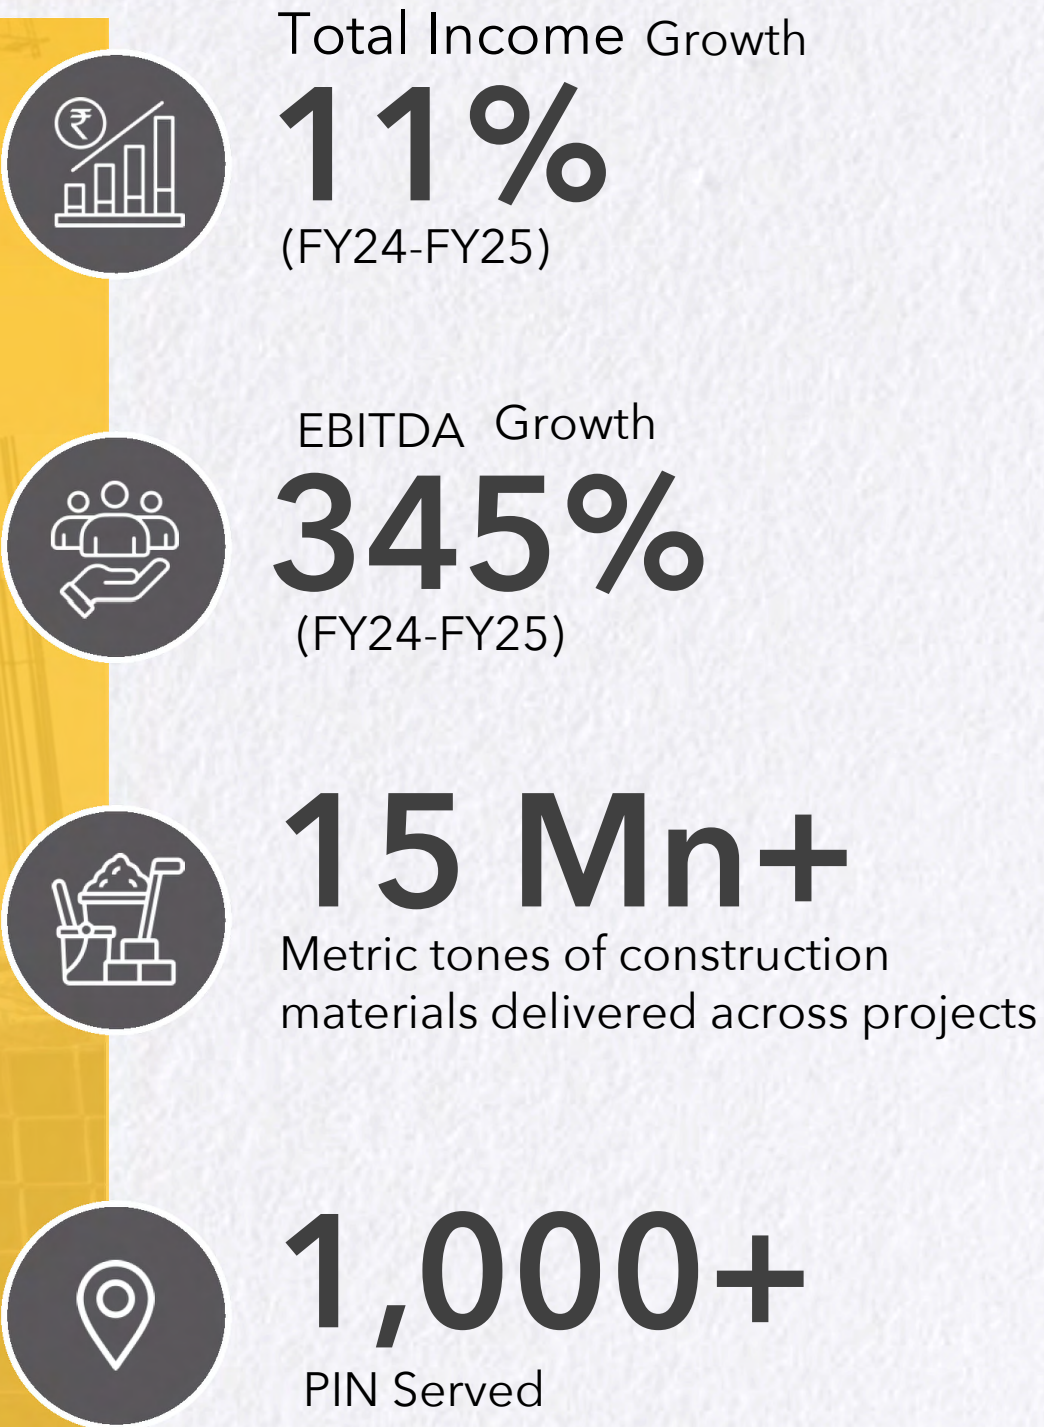 Total Income Growth
11%
(FY24-FY25)
EBITDA Growth
345%
(FY24-FY25)
15 Mn+
Metric tones of construction
materials delivered across projects
1,000+
PIN Served
₹